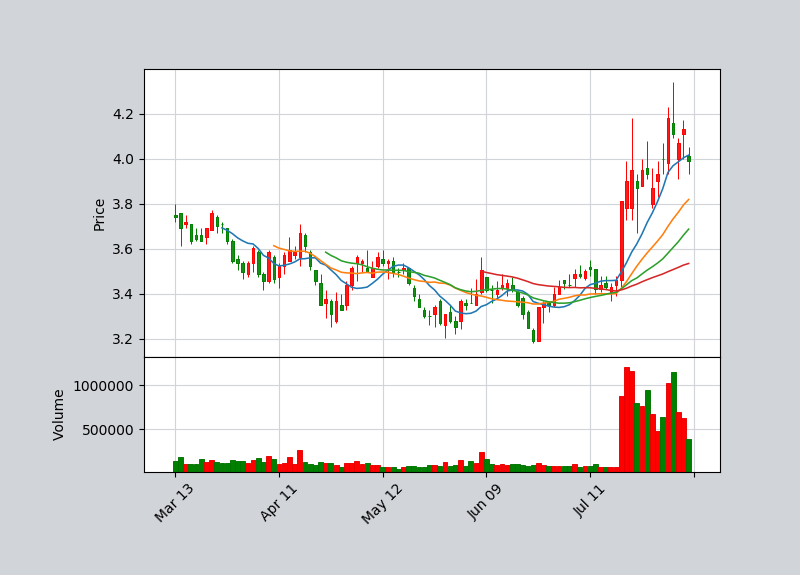 Price
4.2
4.0
3.8
3.6
3.4
3.2
Volume
1000000
500000
Mar 13
Apr 11
May 12
Jun 09
Jul 11